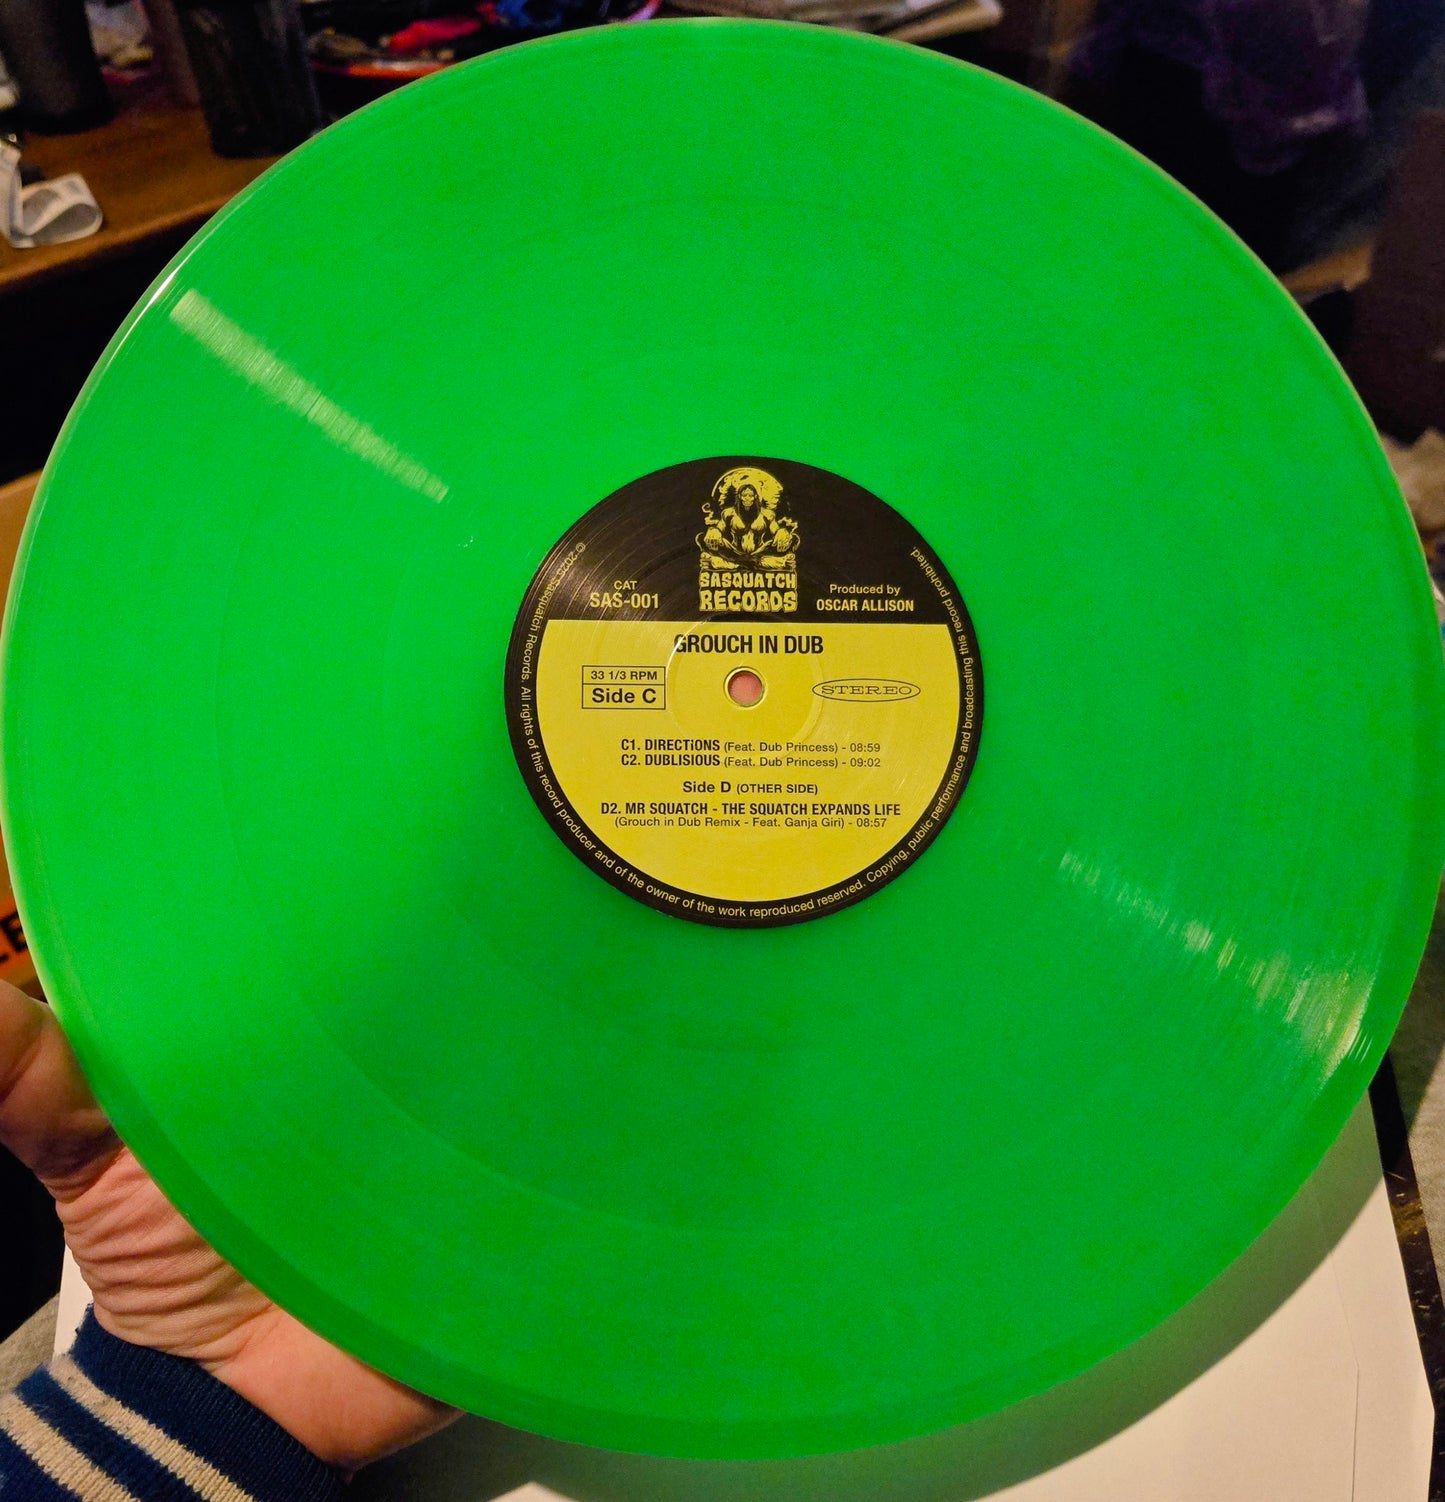 SASQUATCH
RECORDS
CAT
SAS-001
Produced by
OSCAR ALLISON
GROUCH IN DUB
33 1/3 RPM
Side C
STEREO
C1. DIRECTiONS (Feat. Dub Princess) - 08:59
C2. DUBLISIOUS (Feat. Dub Princess) - 09:02
Side D (OTHER SIDE)
D2. MR SQUATCH - THE SQUATCH EXPANDS LIFE
(Grouch in Dub Remix - Feat. Ganja Giri) - 08:57
© 2025 Sasquatch Records. All rights of this record producer and of the owner of the work reproduced reserved. Copying, public performance and broadcasting this record prohibited.